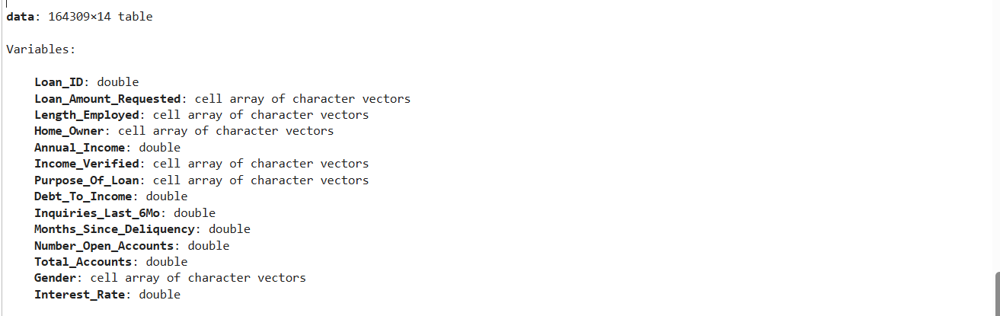 data: 164309×14 table
Variables:
Loan_ID: double
Loan_Amount_Requested: cell array of character vectors
Length_Employed: cell array of character vectors
Home_Owner: cell array of character vectors
Annual_Income: double
Income_Verified: cell array of character vectors
Purpose_Of_Loan: cell array of character vectors
Debt_To_Income: double
Inquiries_Last_6Mo: double
Months_Since_Deliquency: double
Number_Open_Accounts: double
Total_Accounts: double
Gender: cell array of character vectors
Interest_Rate: double